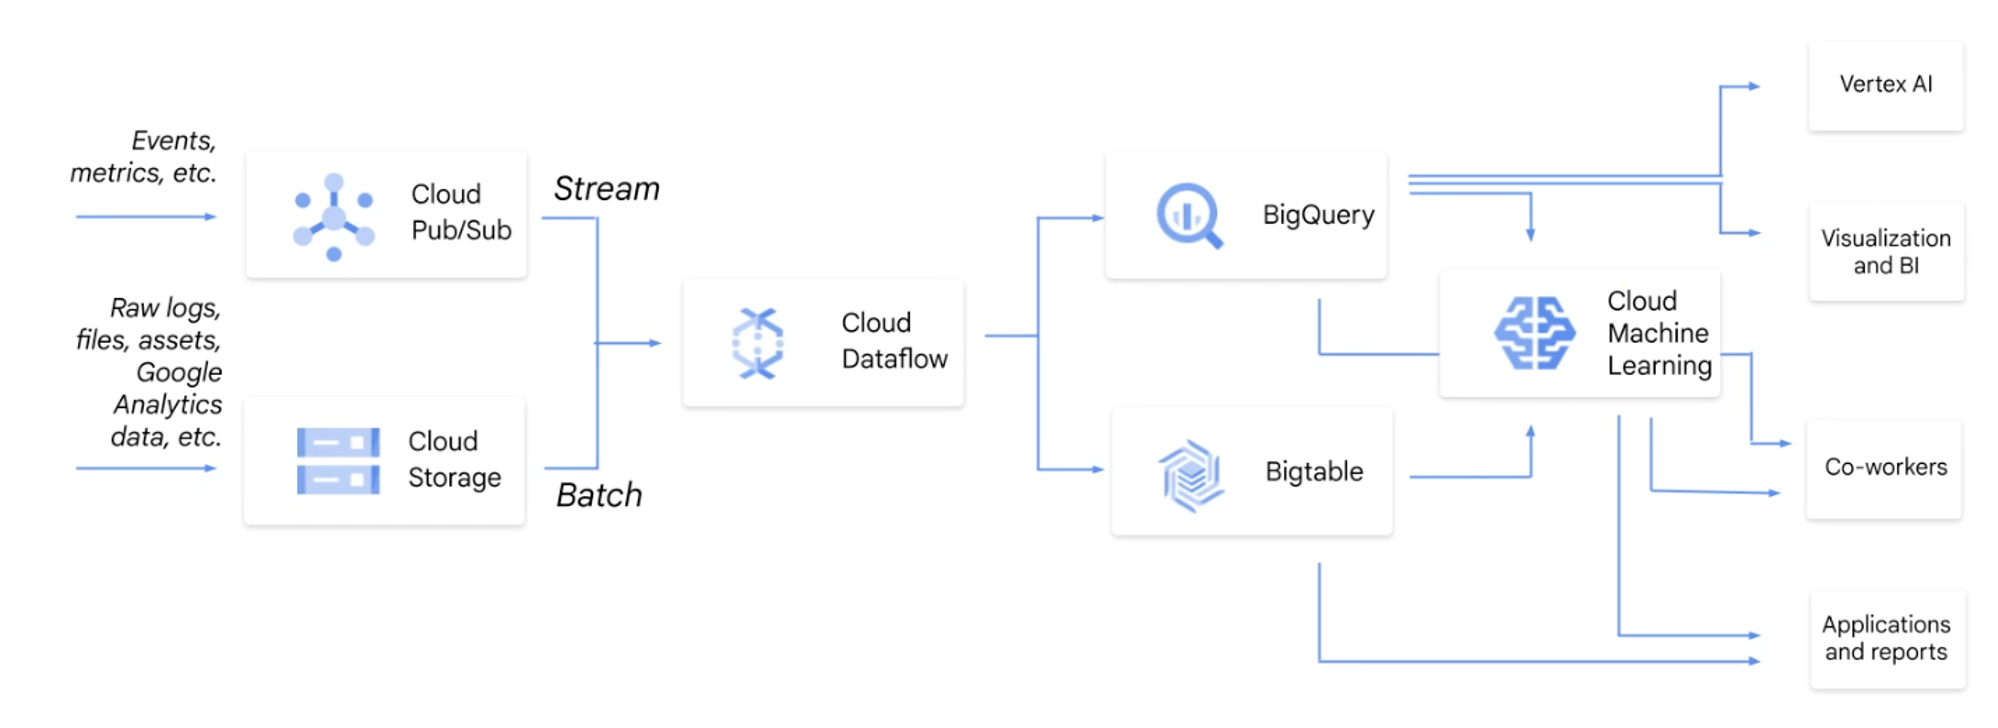 Events,
metrics, etc.
Cloud
Pub/Sub
Stream
Raw logs,
files, assets,
Google
Analytics
data, etc.
Cloud
Storage
Batch
Cloud
Dataflow
BigQuery
Bigtable
Cloud
Machine
Learning
Vertex AI
Visualization
and BI
Co-workers
Applications
and reports